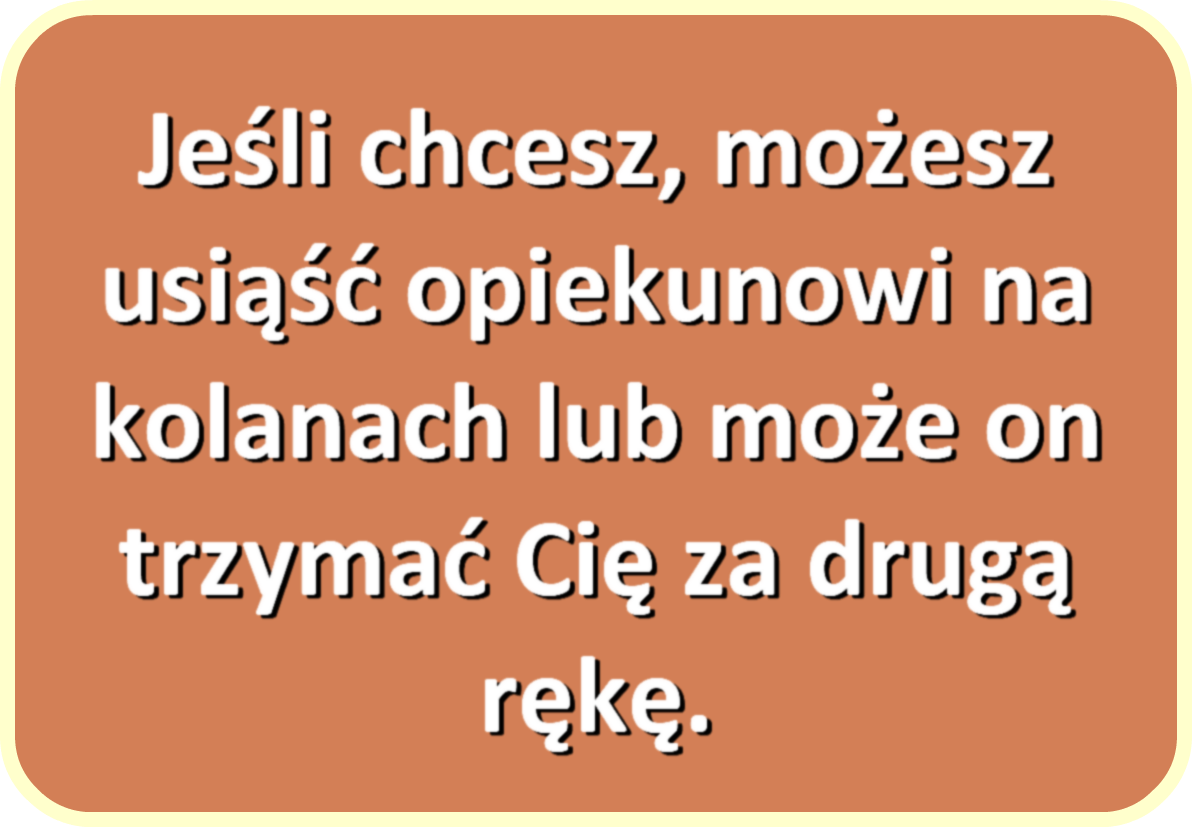 Jeśli chcesz, możesz
usiąść opiekunowi na
kolanach lub może on
trzymać Cię za drugą
rękę.